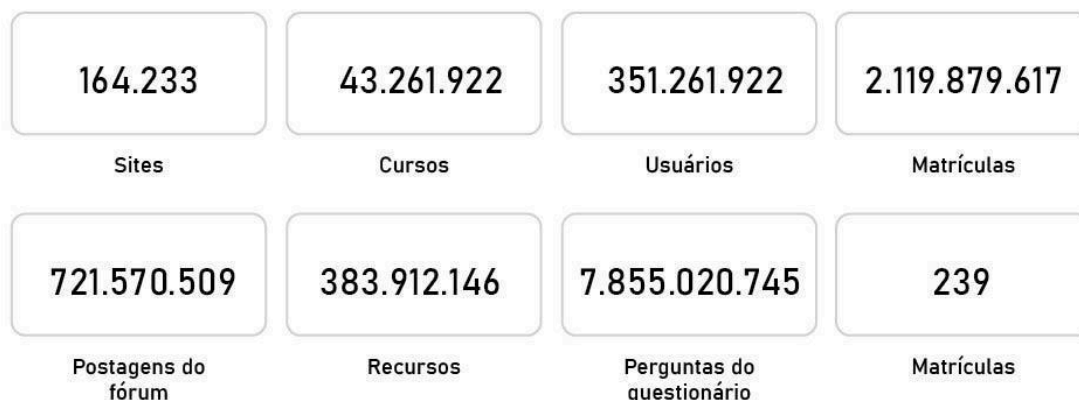 164.233
43.261.922
351.261.922
2.119.879.617
Sites
Cursos
Usuários
Matrículas
721.570.509
383.912.146
7.855.020.745
239
Postagens do
fórum
Recursos
Perguntas do
questionário
Matrículas